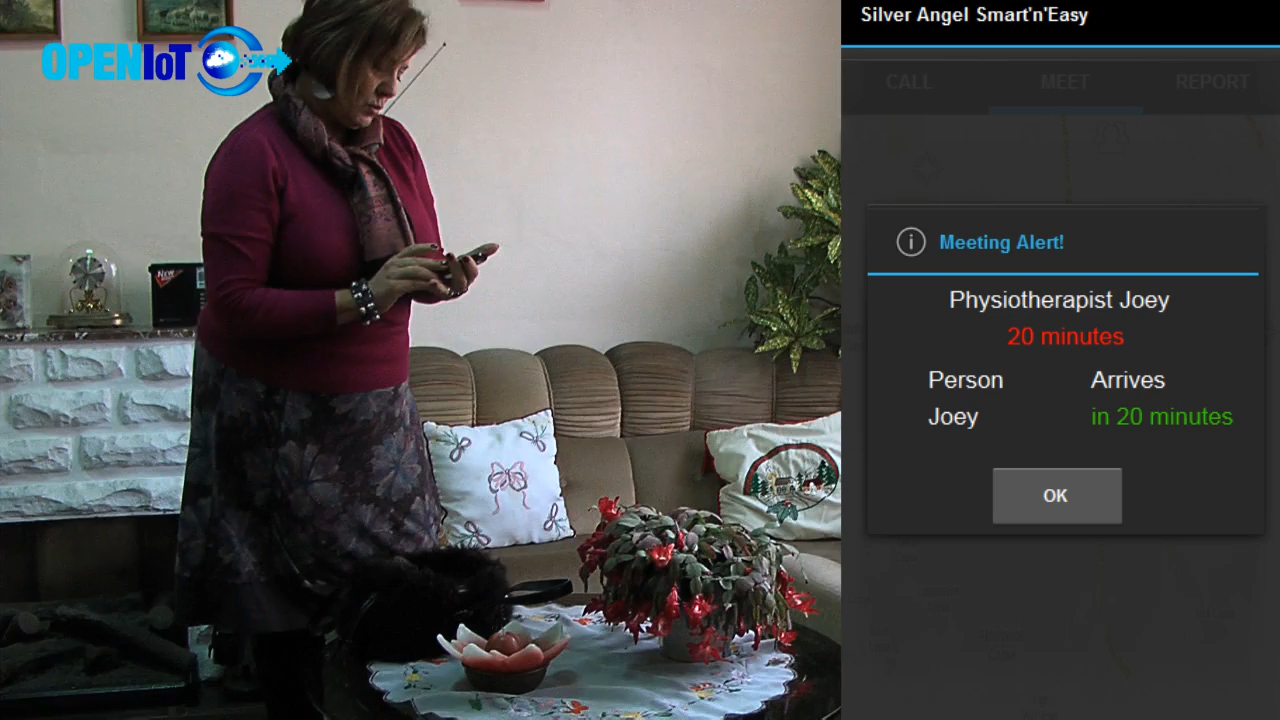 OPENIoT
New
Silver Angel Smart'n'Easy
CALL MEET REPORT
Meeting Alert!
Physiotherapist Joey
20 minutes
Person Arrives
Joey in 20 minutes
OK